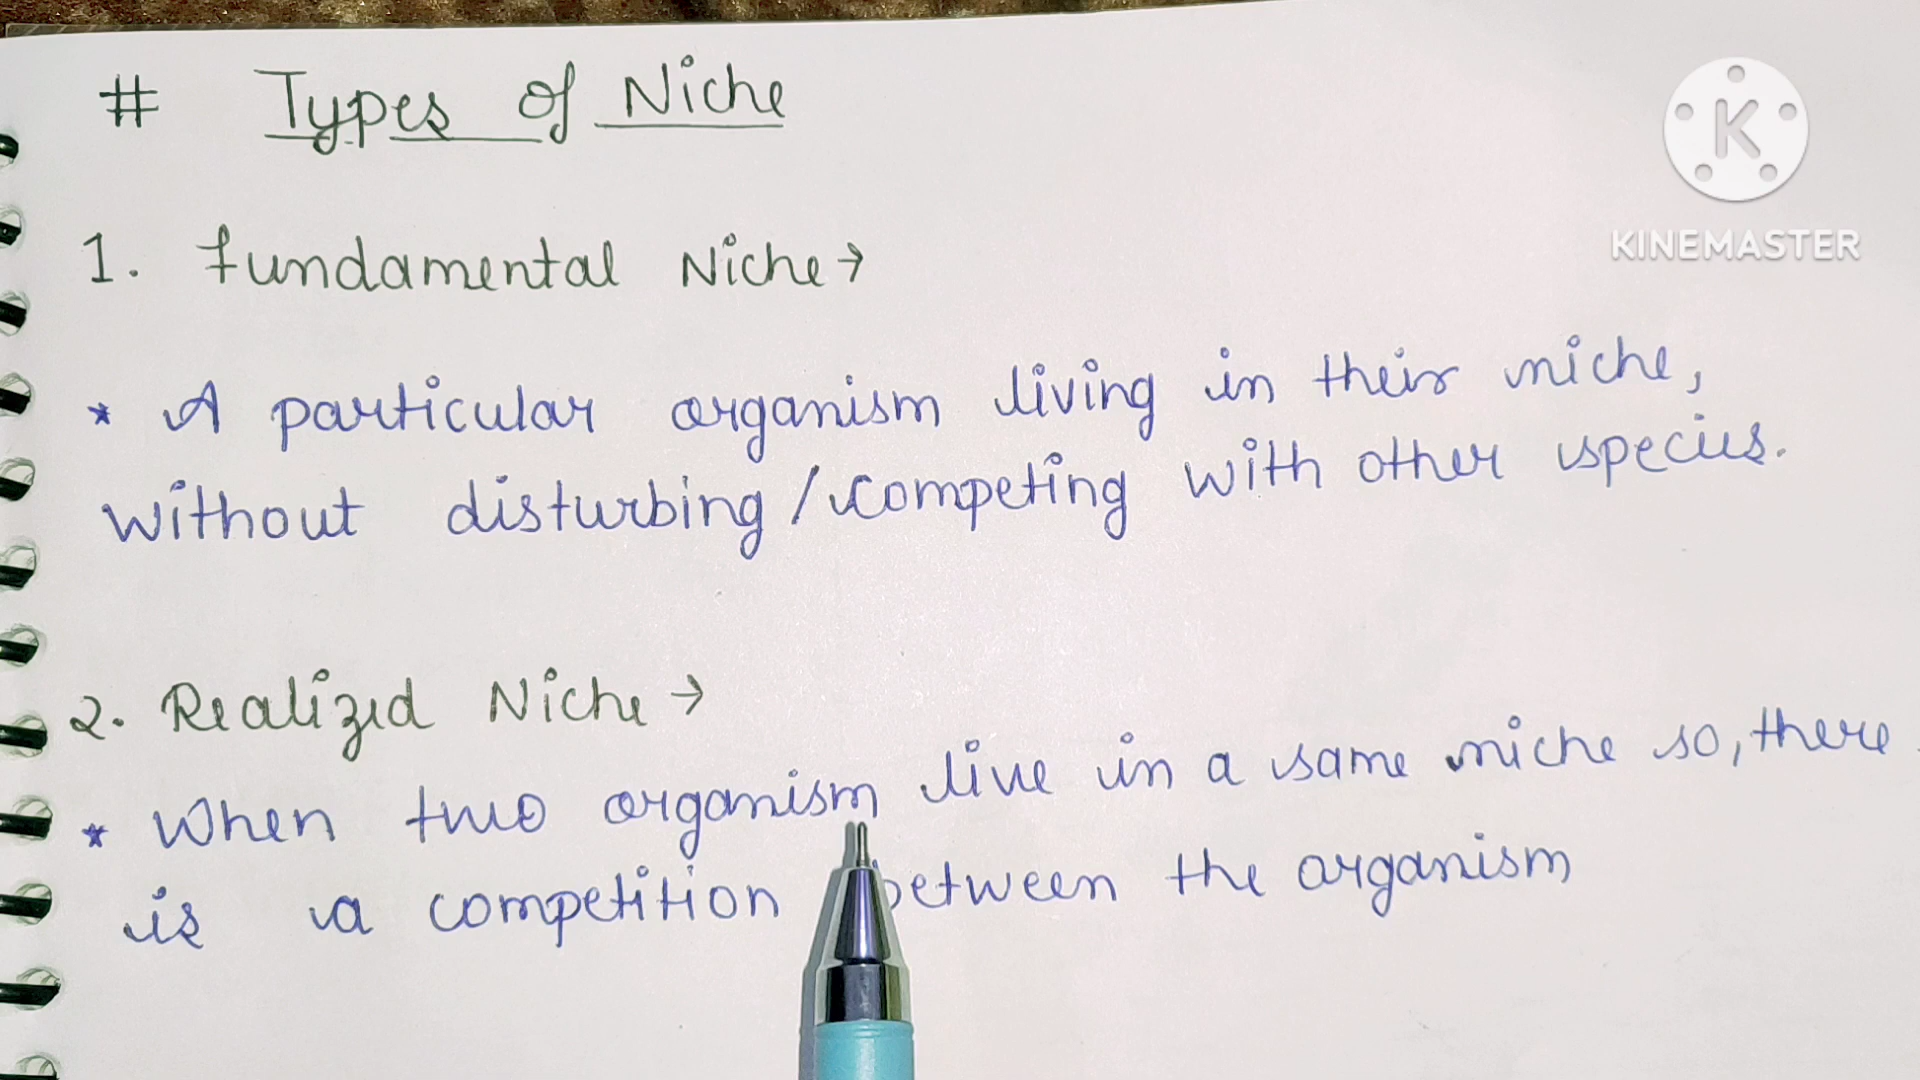 # Types of Niche
KINEMASTER
1. Fundamental Niche →
* A particular organism living in their niche,
without disturbing/competing with other species.
2. Realized Niche →
* When two organism live in a same niche so, there
is a competition between the organism